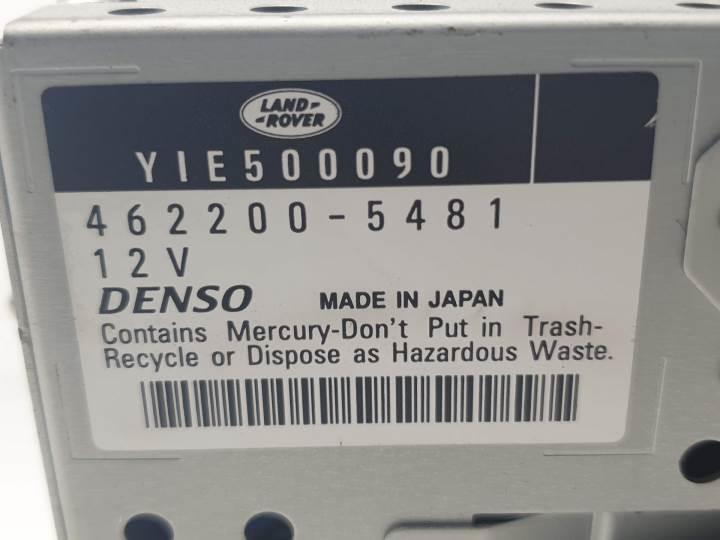 LAND-
-ROVER
YIE500090
462200-5481
12V
DENSO MADE IN JAPAN
Contains Mercury-Don't Put in Trash-
Recycle or Dispose as Hazardous Waste.